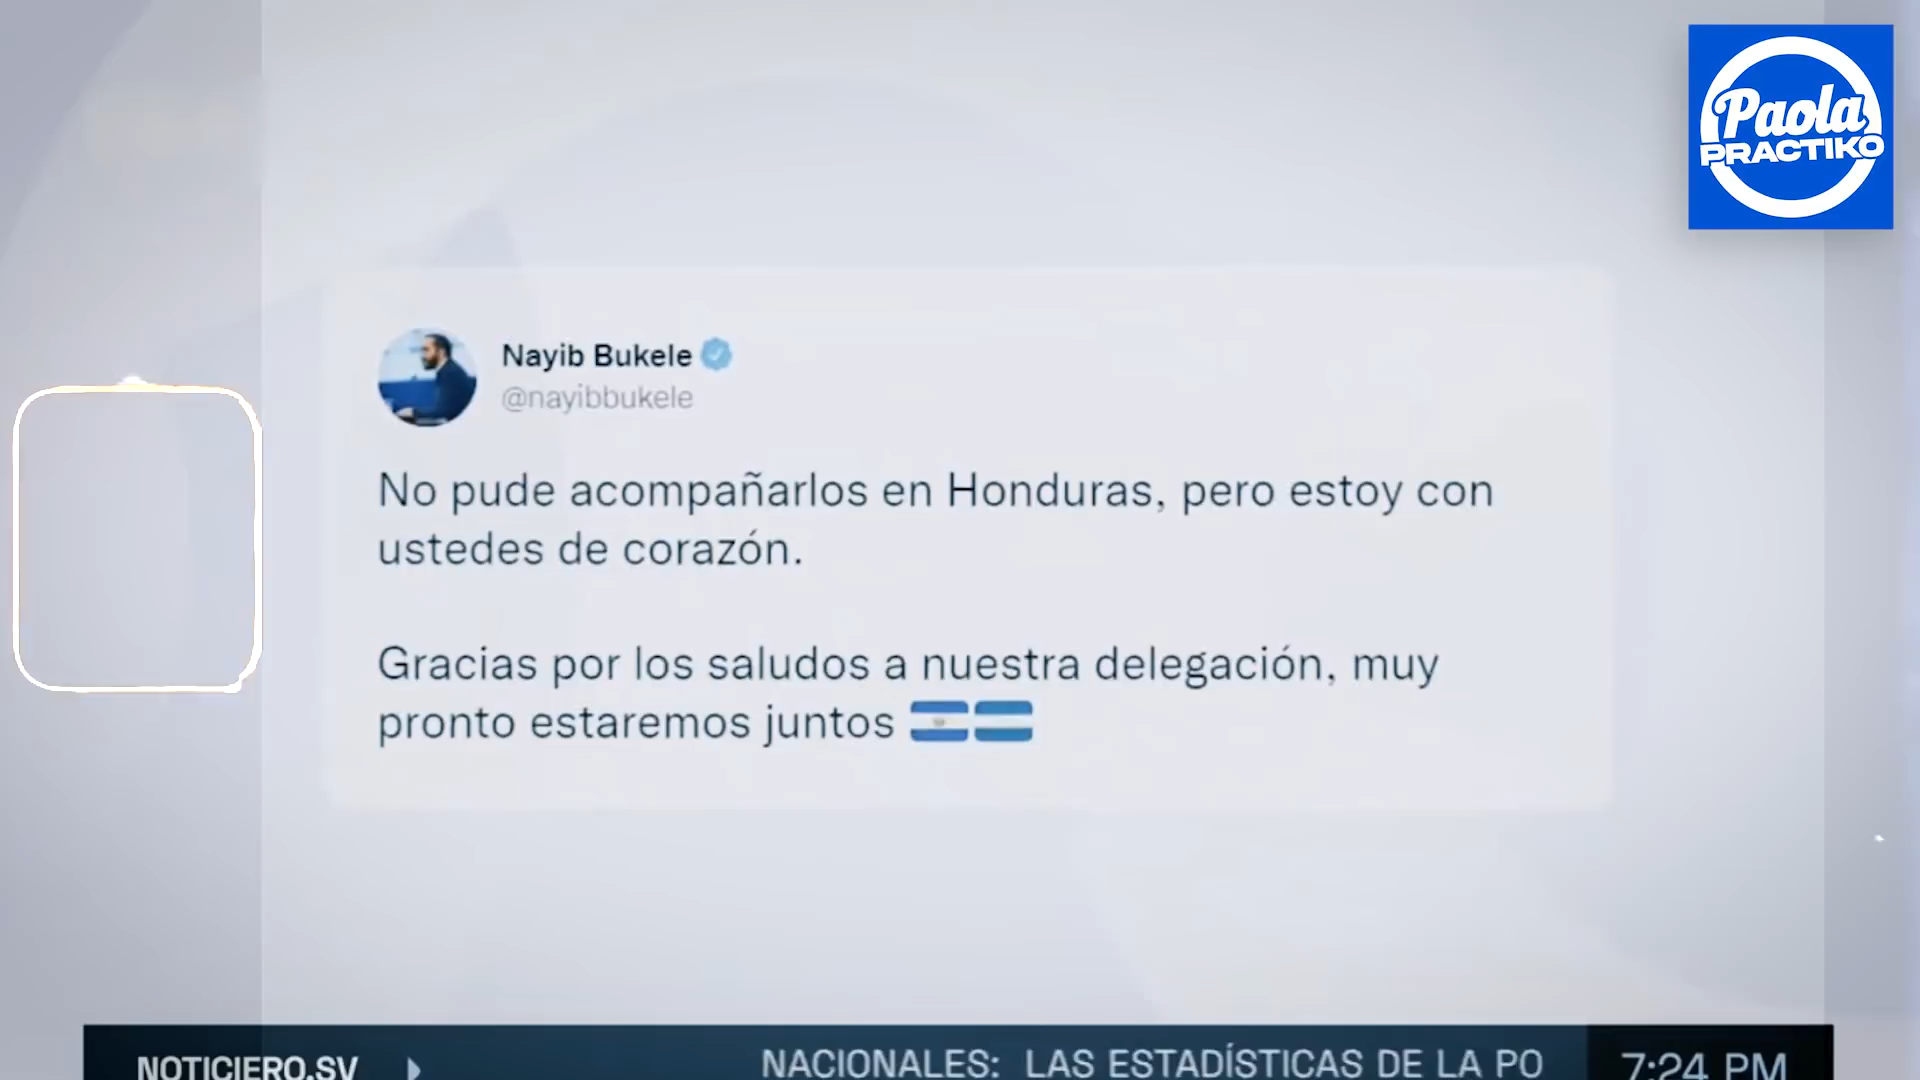 Paola
PRACTIKO
Nayib Bukele
@nayibbukele
No pude acompañarlos en Honduras, pero estoy con
ustedes de corazón.
Gracias por los saludos a nuestra delegación, muy
pronto estaremos juntos
NOTICIERO.SV
NACIONALES: LAS ESTADÍSTICAS DE LA PO
7:24 PM